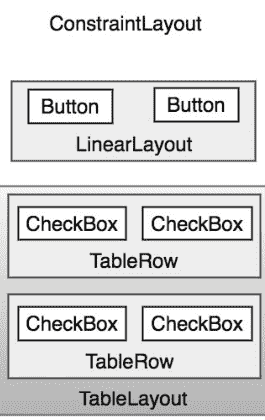 ConstraintLayout
Button Button
LinearLayout
CheckBox CheckBox
TableRow
CheckBox CheckBox
TableRow
TableLayout